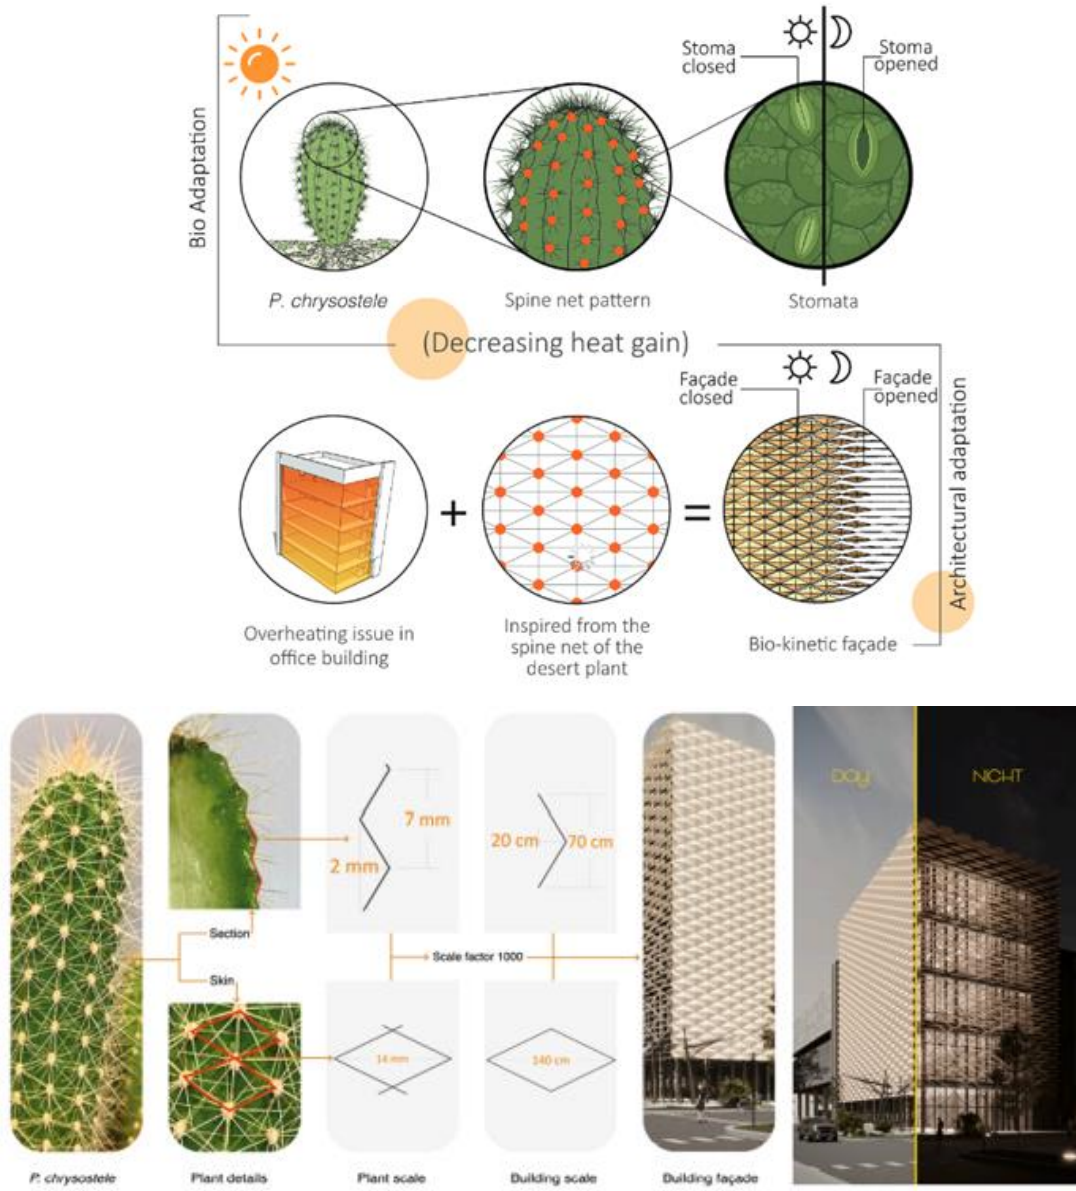 Bio Adaptation
Stoma
closed
Stoma
opened
P. chrysostele
Spine net pattern
Stomata
(Decreasing heat gain)
Façade
closed
Façade
opened
Architectural adaptation
+
=
Overheating issue in
office building
Inspired from the
spine net of the
desert plant
Bio-kinetic façade
7 mm
2 mm
20 cm
70 cm
DAY
NIGHT
Section
Scale factor 1000
Skin
14 mm
140 cm
P. chrysostele
Plant details
Plant scale
Building scale
Building façade